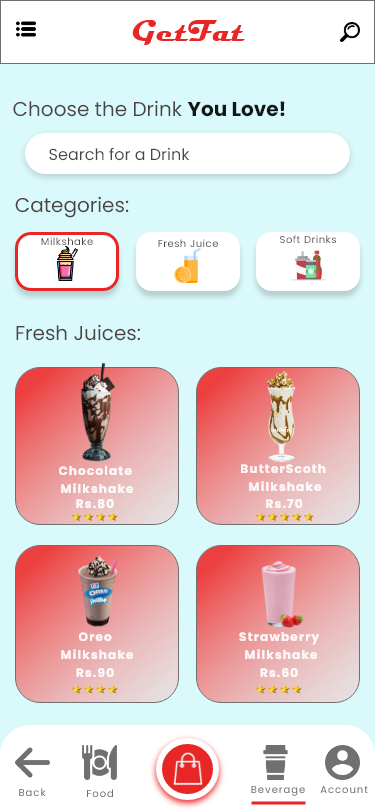 GetFat
Choose the Drink You Love!
Search for a Drink
Categories:
Milkshake
Fresh Juice
Soft Drinks
Fresh Juices:
Chocolate
Milkshake
Rs.80
ButterScoth
Milkshake
Rs.70
OREO
Oreo
Milkshake
Rs.90
Strawberry
Milkshake
Rs.60
Back
Food
Beverage
Account